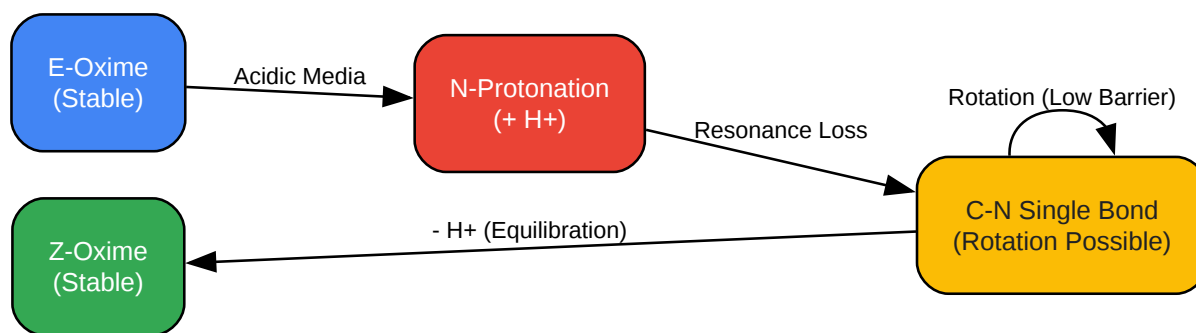 E-Oxime
(Stable)
Acidic Media
N-Protonation
(+ H+)
Resonance Loss
Rotation (Low Barrier)
C-N Single Bond
(Rotation Possible)
- H+ (Equilibration)
Z-Oxime
(Stable)